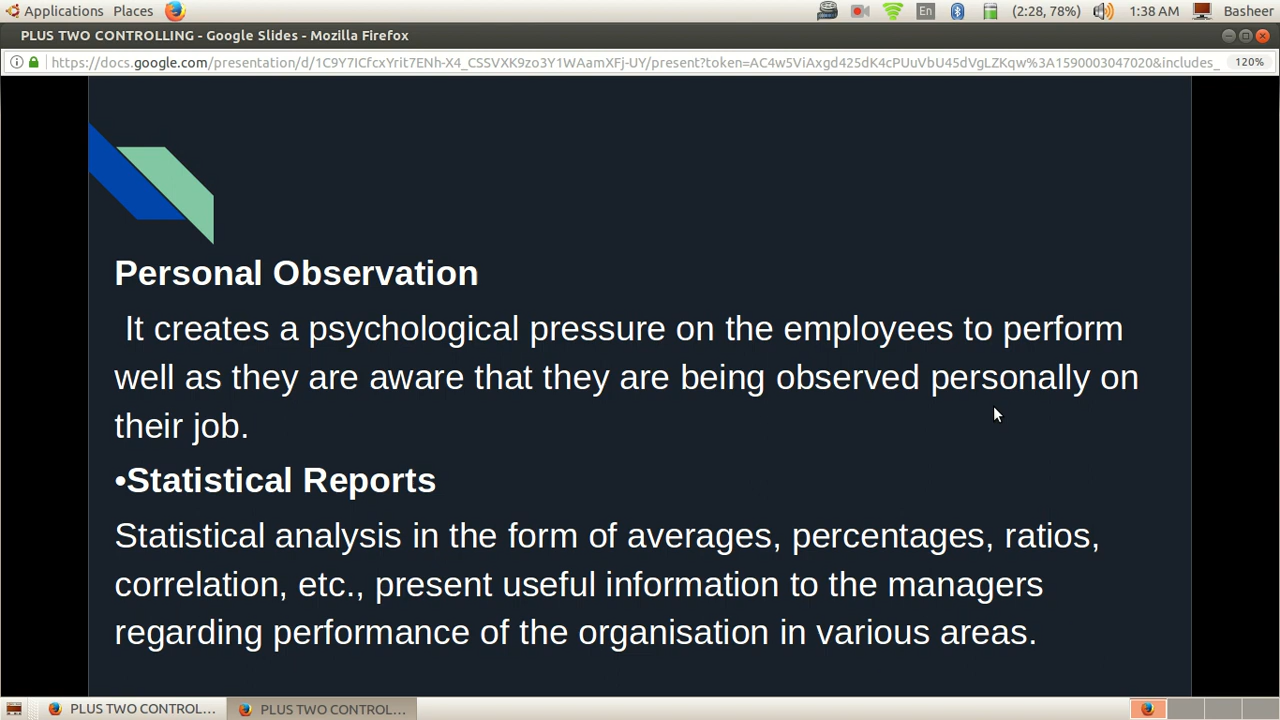 Applications Places En (2:28, 78%) 1:38 AM Basheer
PLUS TWO CONTROLLING - Google Slides - Mozilla Firefox
https://docs.google.com/presentation/d/1C9Y7ICfcxYrit7ENh-X4_CSSVXK9zo3Y1WAamXFj-UY/present?token=AC4w5ViAxgd425dK4cPUuVbU45dVgLZKqw%3A1590003047020&includes_ 120%
Personal Observation
It creates a psychological pressure on the employees to perform
well as they are aware that they are being observed personally on
their job.
•Statistical Reports
Statistical analysis in the form of averages, percentages, ratios,
correlation, etc., present useful information to the managers
regarding performance of the organisation in various areas.
PLUS TWO CONTROL... PLUS TWO CONTROL...